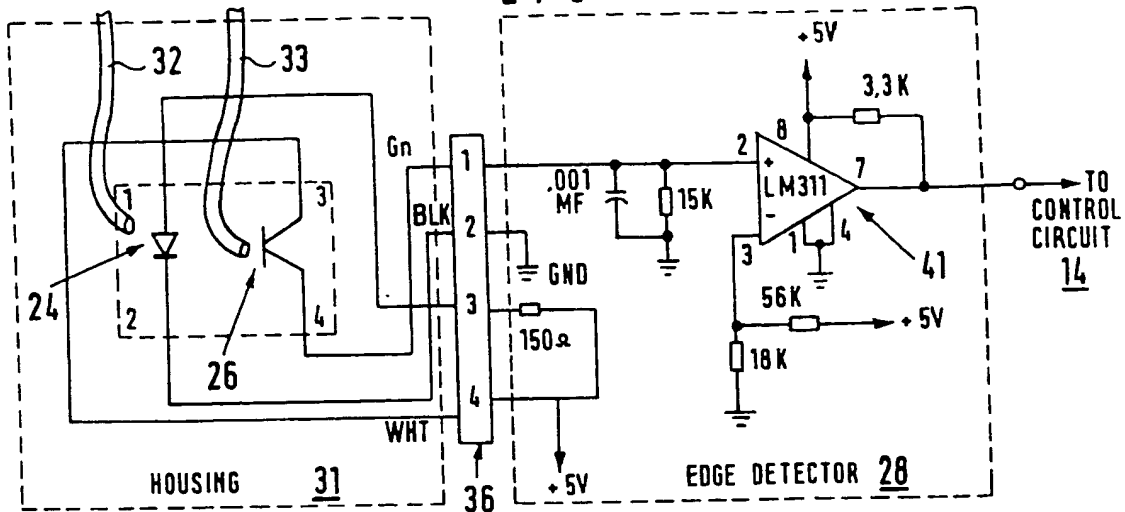 +5V
32
33
3,3K
8
Gn
2
7
1
+
LM311
.001
MF
15K
TO
CONTROL
CIRCUIT
14
1
3
BLK
2
-
1
4
3
41
GND
24
3
56K
+5V
2
4
150Ω
18K
26
4
WHT
+5V
HOUSING 31
36
EDGE DETECTOR 28